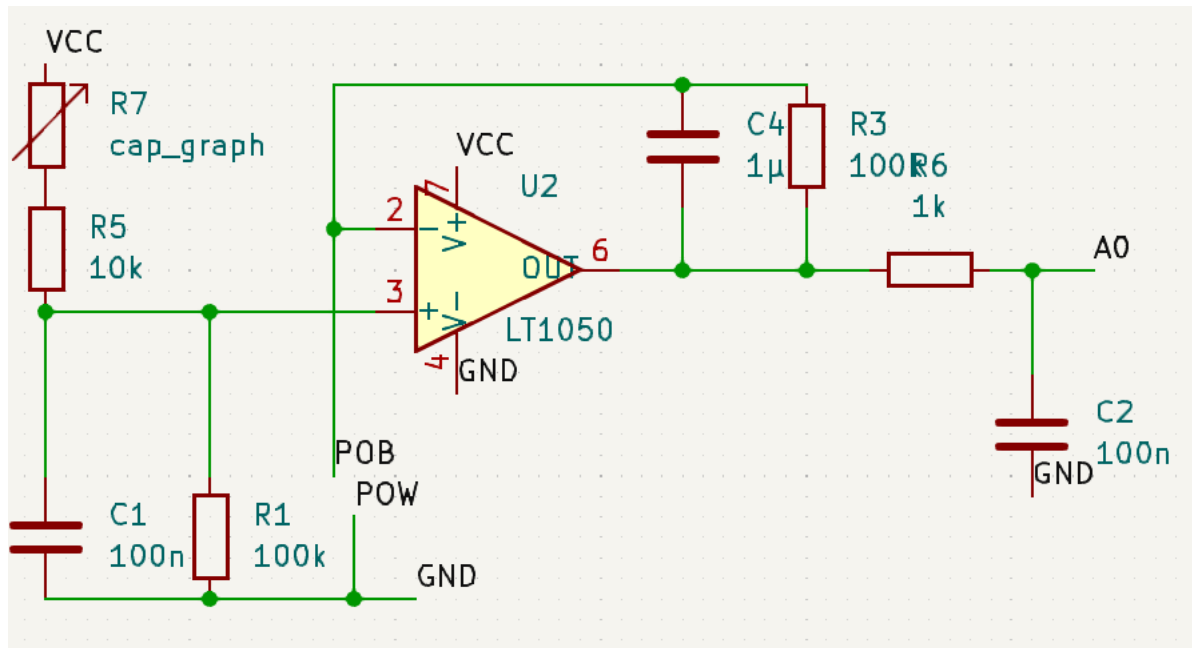 VCC
R7
cap_graph
R5
10k
VCC
7
U2
2
-
V+
OUT
6
3
+
V-
LT1050
4
GND
C4
1µ
R3
100k
R6
1k
A0
C2
100n
GND
POB
POW
C1
100n
R1
100k
GND